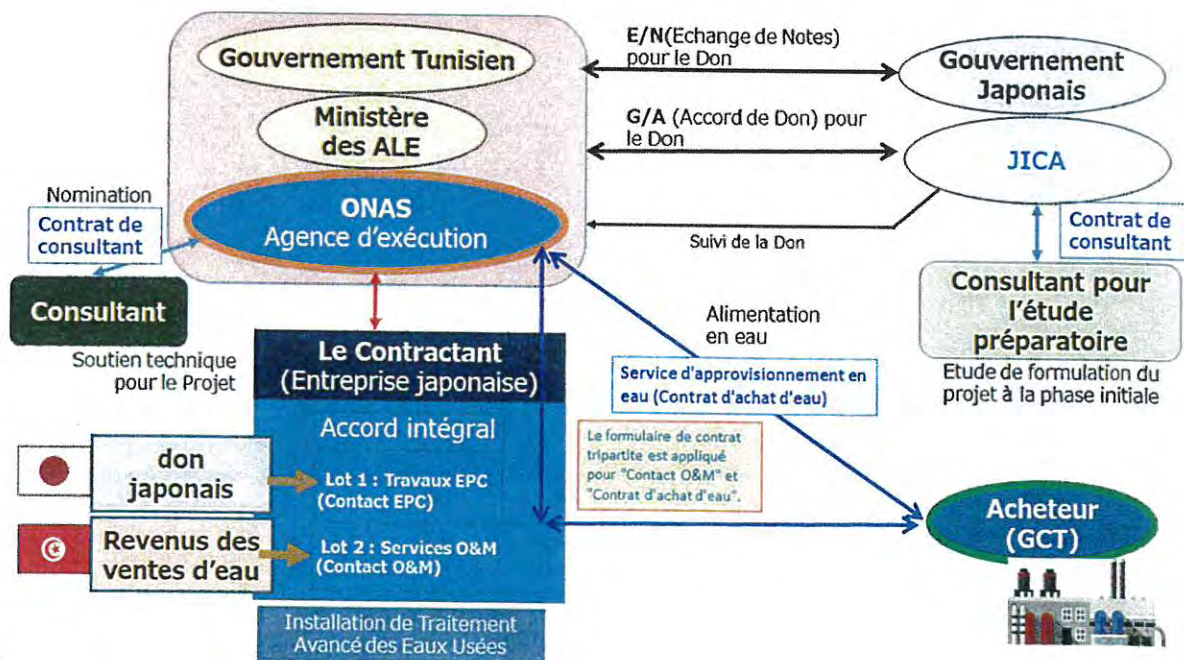 Gouvernement Tunisien
Ministère
des ALE
ONAS
Agence d'exécution
E/N(Echange de Notes)
pour le Don
G/A (Accord de Don) pour
le Don
Suivi de la Don
Gouvernement
Japonais
JICA
Contrat de
consultant
Consultant pour
l'étude
préparatoire
Etude de formulation du
projet à la phase initiale
Nomination
Contrat de
consultant
Consultant
Soutien technique
pour le Projet
Le Contractant
(Entreprise japonaise)
Accord intégral
Lot 1 : Travaux EPC
(Contact EPC)
Lot 2 : Services O&M
(Contact O&M)
Installation de Traitement
Avancé des Eaux Usées
don
japonais
Revenus des
ventes d'eau
Alimentation
en eau
Service d'approvisionnement en
eau (Contrat d'achat d'eau)
Le formulaire de contrat
tripartite est appliqué
pour "Contact O&M" et
"Contrat d'achat d'eau".
Acheteur
(GCT)